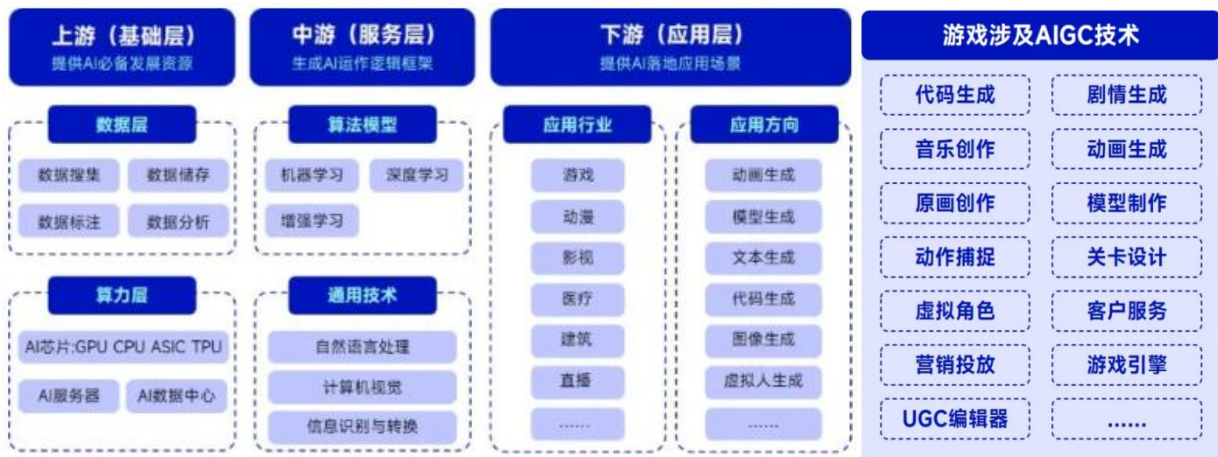 上游（基础层）
提供AI必备发展资源
数据层
数据搜集 数据储存
数据标注 数据分析
算力层
AI芯片:GPU CPU ASIC TPU
AI服务器 AI数据中心
中游（服务层）
生成AI运作逻辑框架
算法模型
机器学习 深度学习
增强学习
通用技术
自然语言处理
计算机视觉
信息识别与转换
下游（应用层）
提供AI落地应用场景
应用行业
游戏
动漫
影视
医疗
建筑
直播
……
应用方向
动画生成
模型生成
文本生成
代码生成
图像生成
虚拟人生成
……
游戏涉及AIGC技术
代码生成 剧情生成
音乐创作 动画生成
原画创作 模型制作
动作捕捉 关卡设计
虚拟角色 客户服务
营销投放 游戏引擎
UGC编辑器 ……